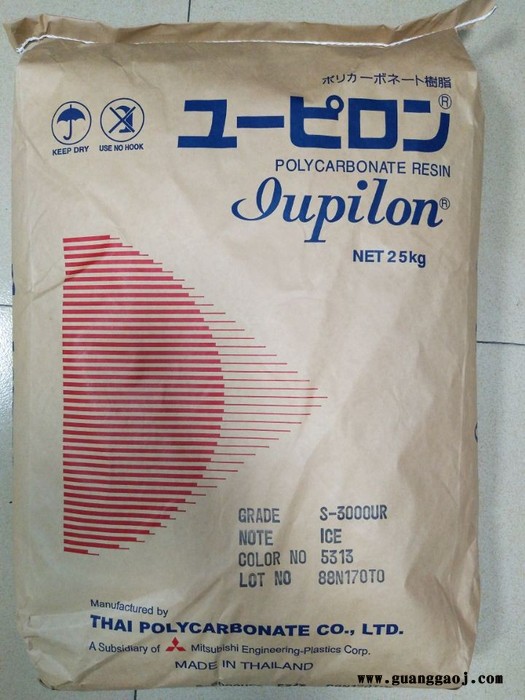 ポリカーボネート樹脂
ユーピロン®
KEEP DRY
USE NO HOOK
POLYCARBONATE RESIN
Iupilon®
NET 25kg
GRADE S-3000UR
NOTE ICE
COLOR NO 5313
LOT NO 88N170T0
Manufactured by
THAI POLYCARBONATE CO., LTD.
A Subsidiary of Mitsubishi Engineering-Plastics Corp.
MADE IN THAILAND
www.guanggaoj.com